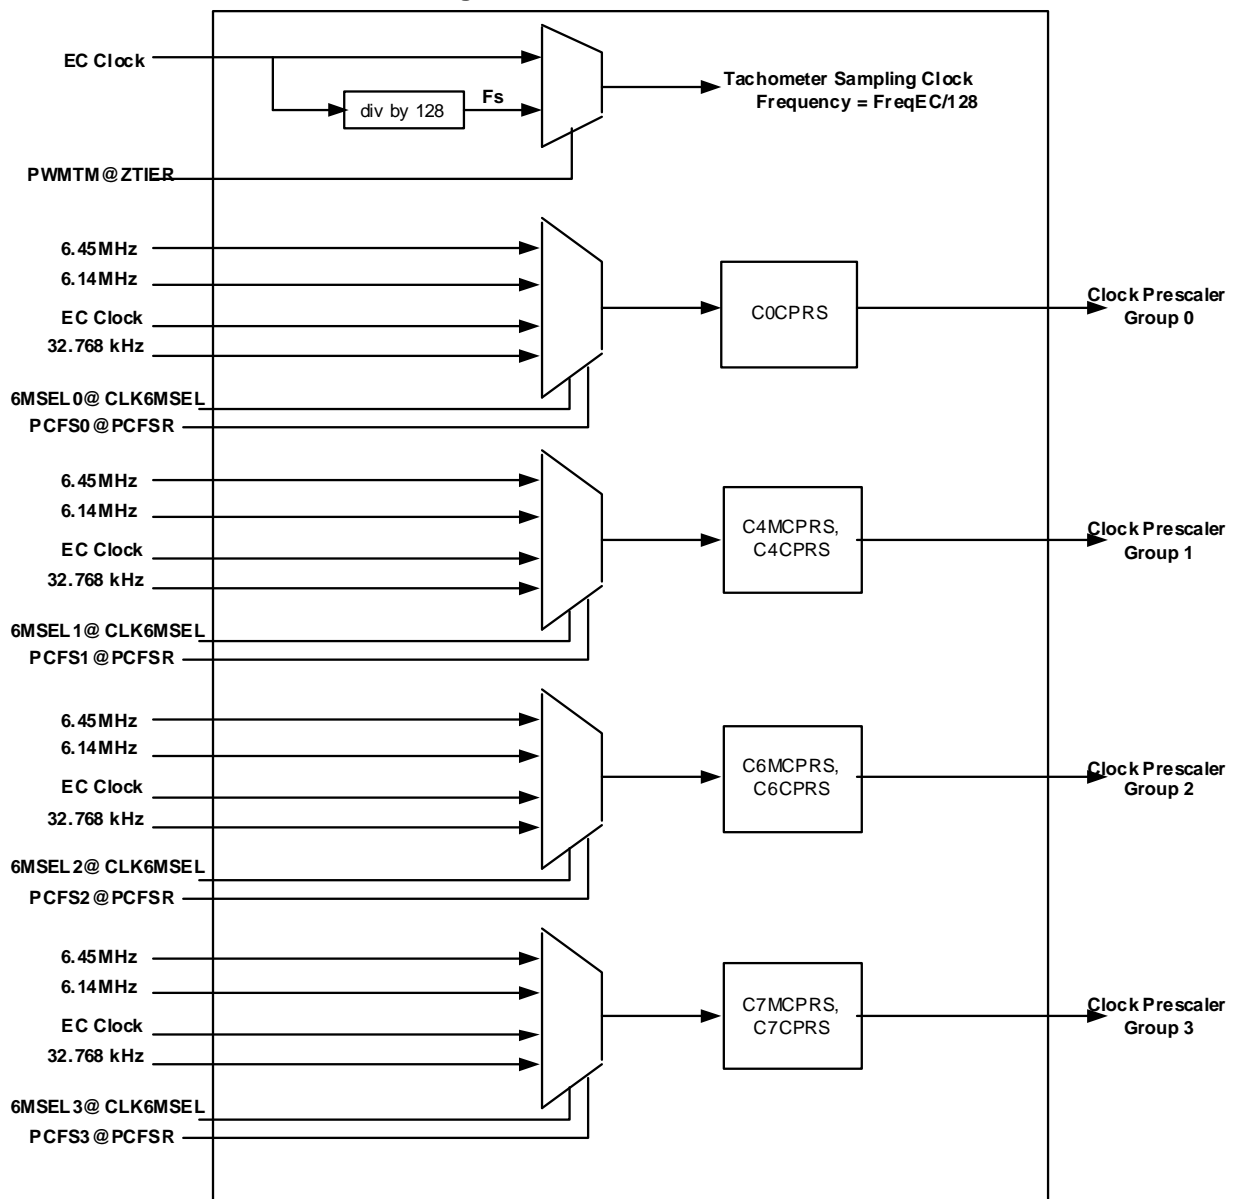 EC Clock
div by 128
Fs
Tachometer Sampling Clock
Frequency = FreqEC/128
PWMTM@ZTIER
6.45MHz
6.14MHz
EC Clock
32.768 kHz
6MSEL0@ CLK6MSEL
PCFS0@PCFSR
C0CPRS
Clock Prescaler
Group 0
6.45MHz
6.14MHz
EC Clock
32.768 kHz
6MSEL1@ CLK6MSEL
PCFS1@PCFSR
C4MCPRS,
C4CPRS
Clock Prescaler
Group 1
6.45MHz
6.14MHz
EC Clock
32.768 kHz
6MSEL2@ CLK6MSEL
PCFS2@PCFSR
C6MCPRS,
C6CPRS
Clock Prescaler
Group 2
6.45MHz
6.14MHz
EC Clock
32.768 kHz
6MSEL3@ CLK6MSEL
PCFS3@PCFSR
C7MCPRS,
C7CPRS
Clock Prescaler
Group 3